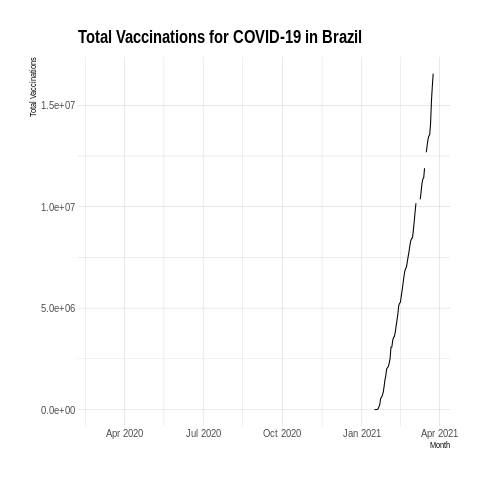 Total Vaccinations for COVID-19 in Brazil
Total Vaccinations
1.5e+07
1.0e+07
5.0e+06
0.0e+00
Apr 2020 Jul 2020 Oct 2020 Jan 2021 Apr 2021
Month